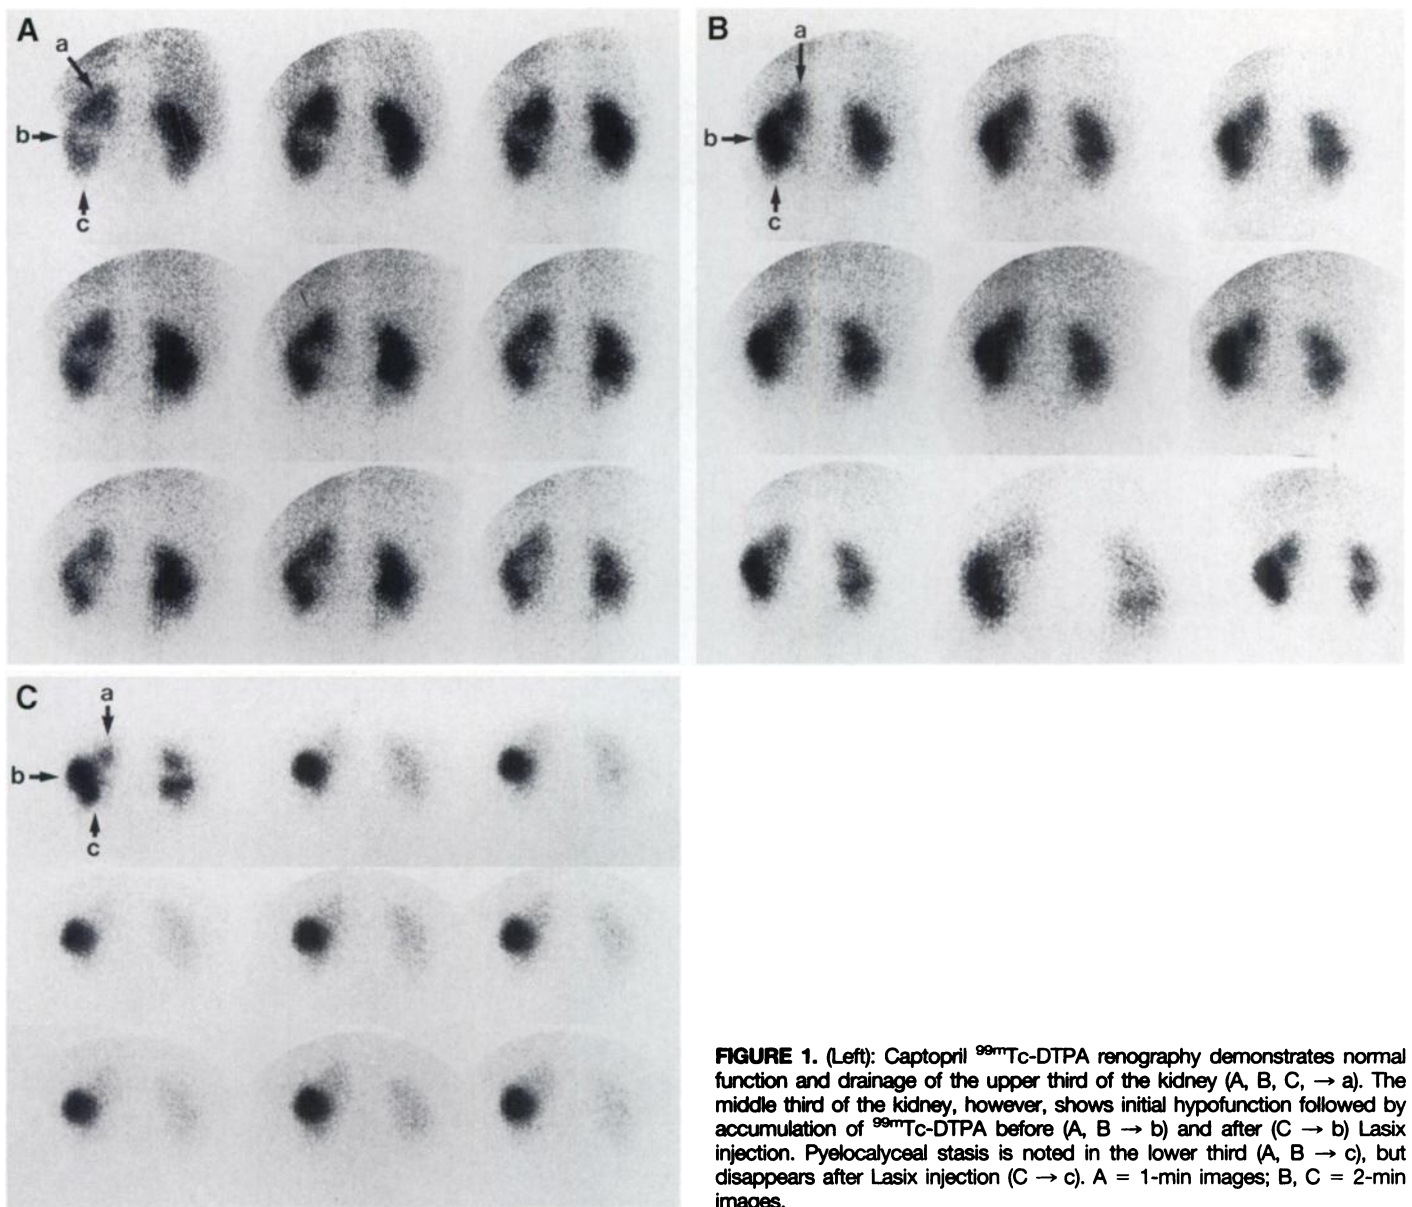 A
a
b
c
B
a
b
c
C
a
b
c
FIGURE 1. (Left): Captopril ⁹⁹ᵐTc-DTPA renography demonstrates normal
function and drainage of the upper third of the kidney (A, B, C, → a). The
middle third of the kidney, however, shows initial hypofunction followed by
accumulation of ⁹⁹ᵐTc-DTPA before (A, B → b) and after (C → b) Lasix
injection. Pyelocalyceal stasis is noted in the lower third (A, B → c), but
disappears after Lasix injection (C → c). A = 1-min images; B, C = 2-min
images.